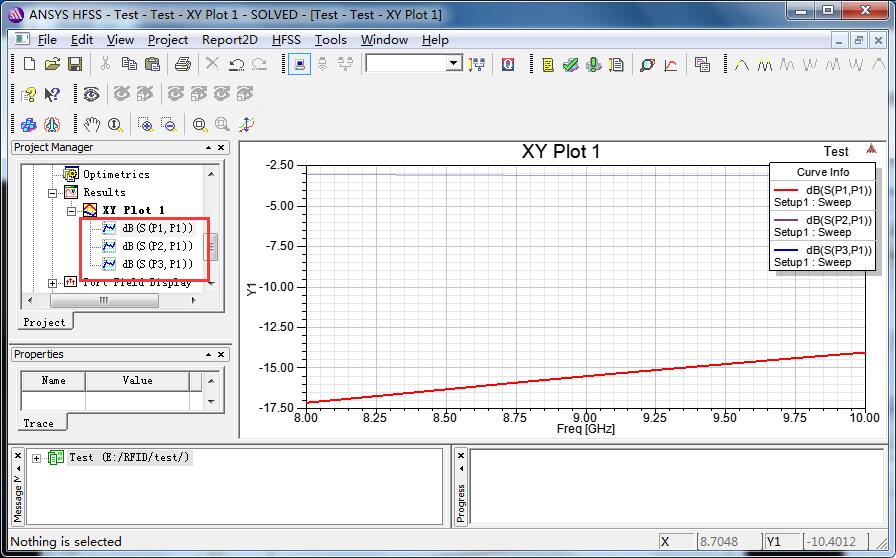 ANSYS HFSS - Test - Test - XY Plot 1 - SOLVED - [Test - Test - XY Plot 1]
File Edit View Project Report2D HFSS Tools Window Help
Project Manager
Optimetrics
Results
XY Plot 1
dB(S(P1,P1))
dB(S(P2,P1))
dB(S(P3,P1))
Port Field Display
Project
Properties
Name Value
Trace
XY Plot 1
Test
Curve Info
dB(S(P1,P1))
Setup1 : Sweep
dB(S(P2,P1))
Setup1 : Sweep
dB(S(P3,P1))
Setup1 : Sweep
Y1
-2.50
-5.00
-7.50
-10.00
-12.50
-15.00
-17.50
8.00 8.25 8.50 8.75 9.00 9.25 9.50 9.75 10.00
Freq [GHz]
Message
Test (E:/RFID/test/)
Progress
Nothing is selected
X 8.7048 Y1 -10.4012